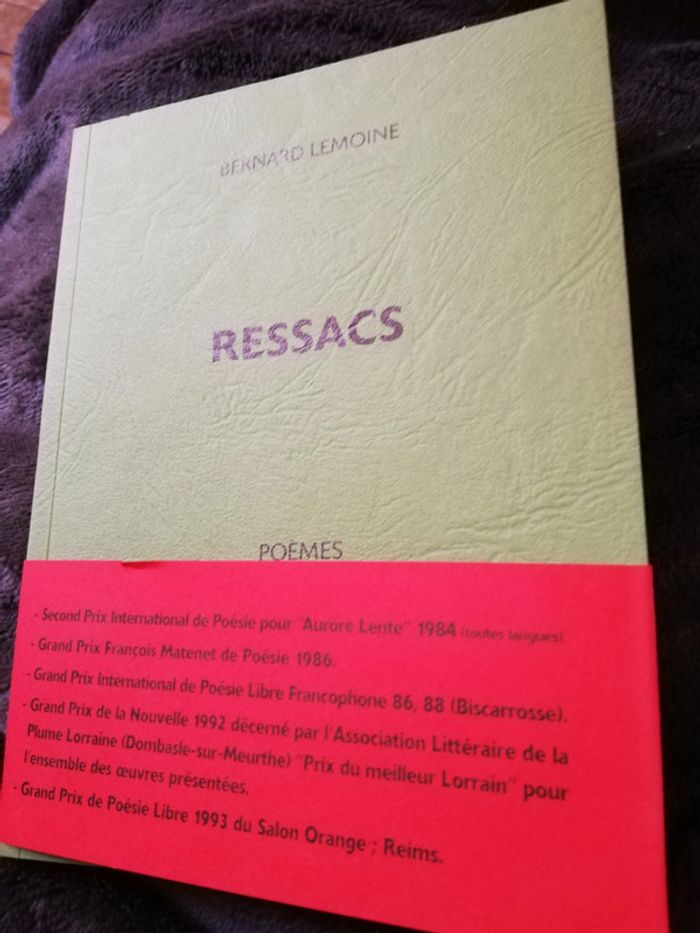 BERNARD LEMOINE
RESSACS
POÈMES
- Second Prix International de Poésie pour "Aurore Lente" 1984 (toutes langues).
- Grand Prix François Matenet de Poésie 1986.
- Grand Prix International de Poésie Libre Francophone 86, 88 (Biscarrosse).
- Grand Prix de la Nouvelle 1992 décerné par l'Association Littéraire de la
Plume Lorraine (Dombasle-sur-Meurthe) "Prix du meilleur Lorrain" pour
l'ensemble des œuvres présentées.
- Grand Prix de Poésie Libre 1993 du Salon Orange ; Reims.